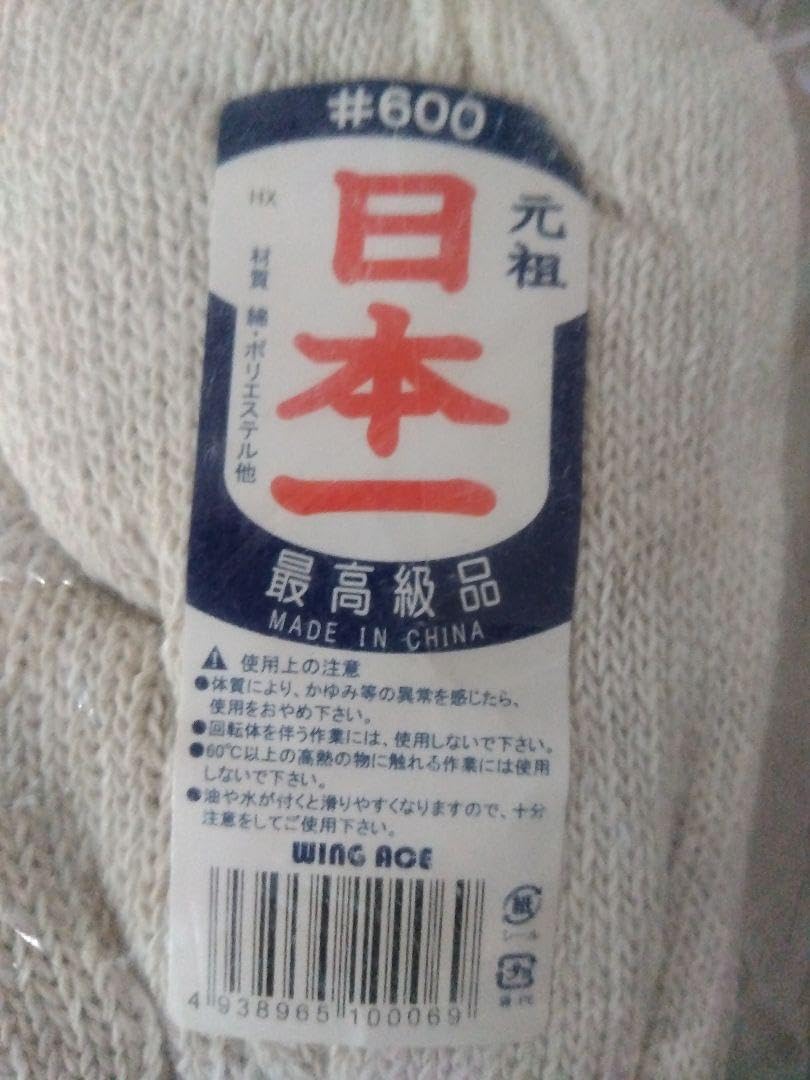 #600
元祖
日本一
HX
材質 綿・ポリエステル他
最高級品
MADE IN CHINA
使用上の注意
●体質により、かゆみ等の異常を感じたら、
使用をおやめ下さい。
●回転体を伴う作業には、使用しないで下さい。
●60℃以上の高熱の物に触れる作業には使用
しないで下さい。
●油や水が付くと滑りやすくなりますので、十分
注意をしてご使用下さい。
WING ACE
紙
プラ
4 938965 100069